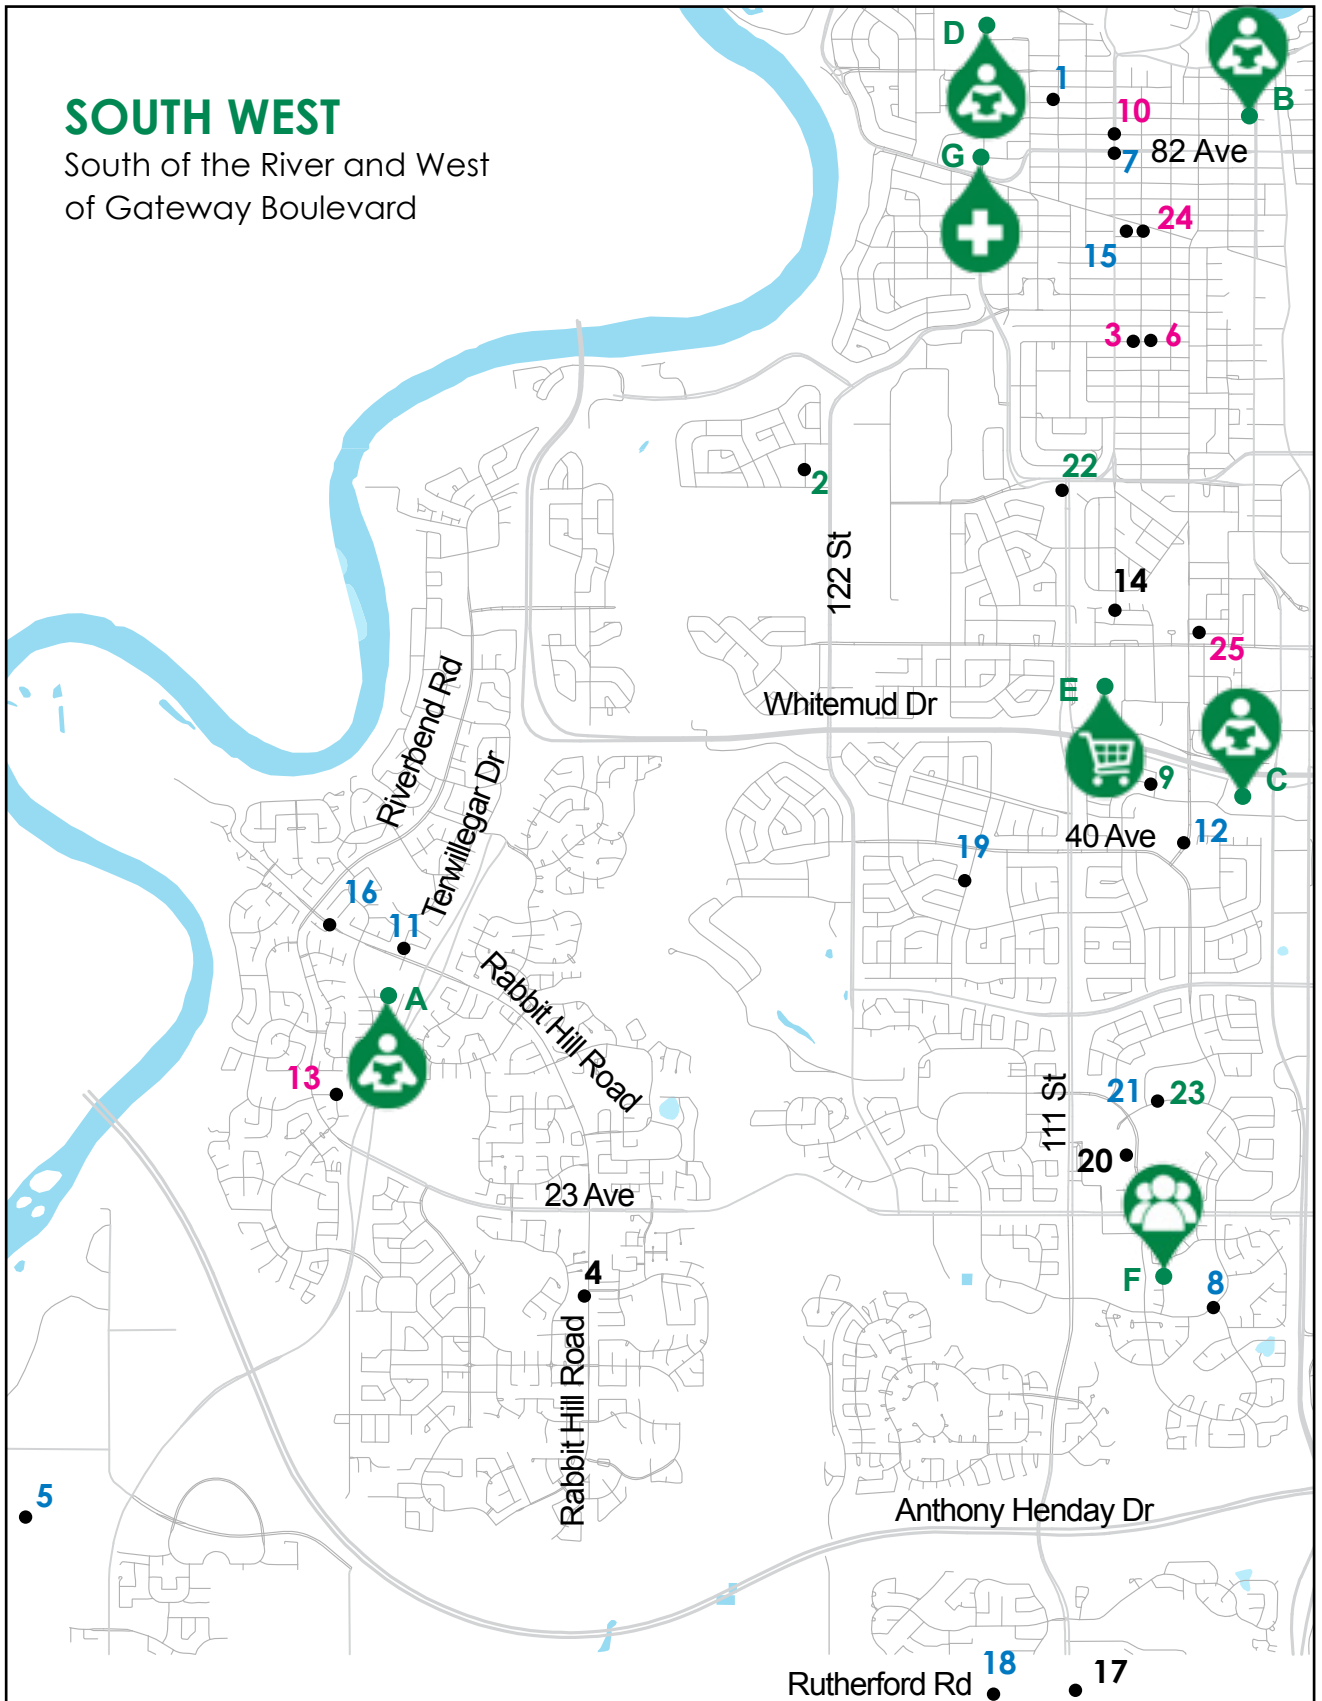 SOUTH WEST
South of the River and West
of Gateway Boulevard
D
1
B
10
G
7
82 Ave
24
15
3
6
22
2
122 St
14
25
Riverbend Rd
E
Whitemud Dr
Terwillegar Dr
9
C
40 Ave
12
19
16
11
Rabbit Hill Road
A
13
111 St
21
23
20
23 Ave
4
F
8
Rabbit Hill Road
5
Anthony Henday Dr
Rutherford Rd
18
17